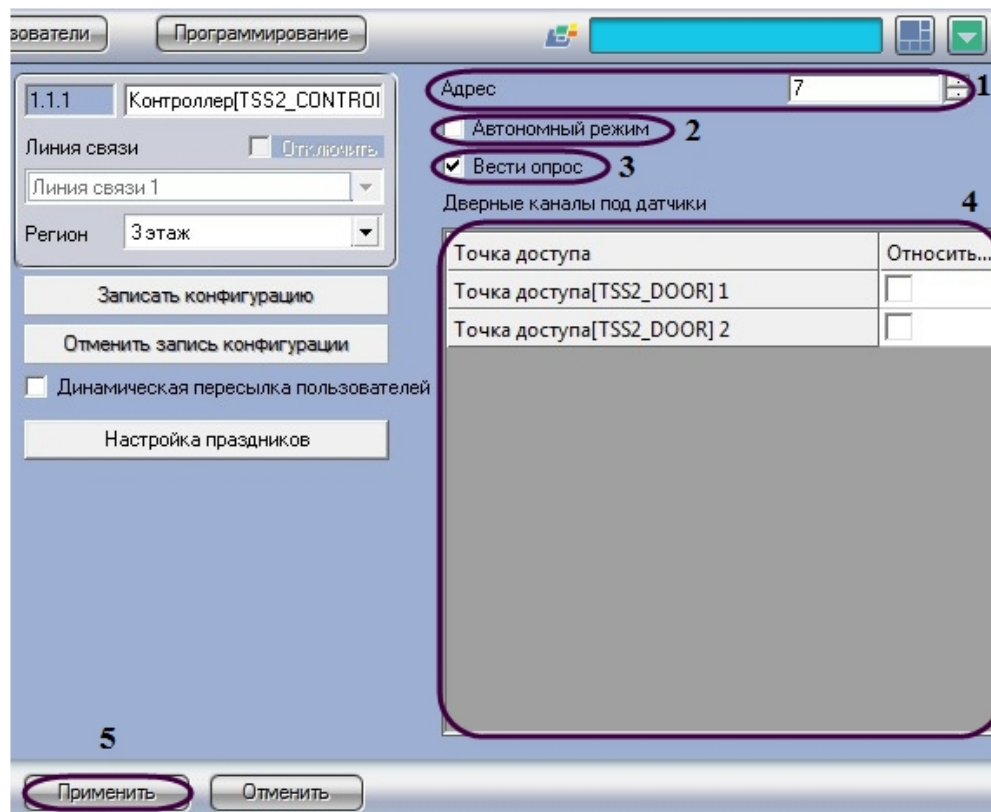 зователи Программирование
1.1.1 Контроллер[TSS2_CONTROI
Линия связи Отключить
Линия связи 1
Регион 3 этаж
Записать конфигурацию
Отменить запись конфигурации
Динамическая пересылка пользователей
Настройка праздников
Адрес 7 1
Автономный режим 2
Вести опрос 3
Дверные каналы под датчики 4
Точка доступа Относить...
Точка доступа[TSS2_DOOR] 1
Точка доступа[TSS2_DOOR] 2
5
Применить Отменить